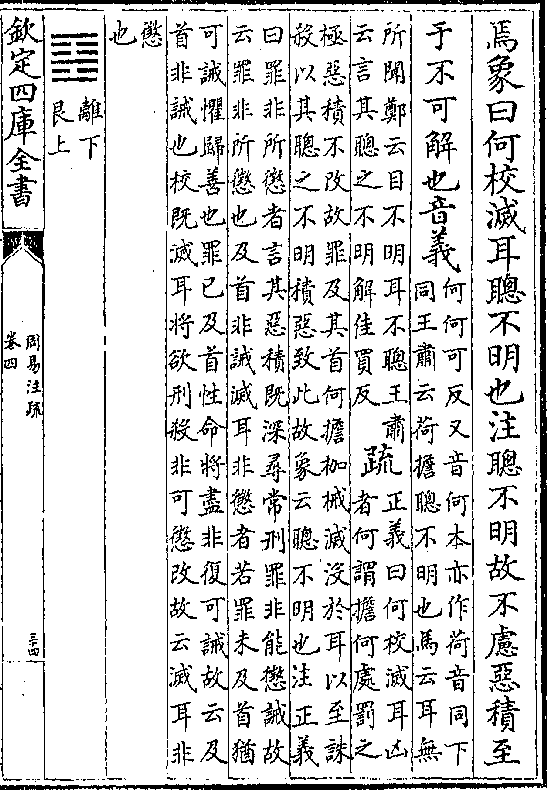 焉象曰何校滅耳聰不明也注聰不明故不慮惡積至
于不可解也音義
何何可反又音何本亦作荷音同下
同王肅云荷擔聰不明也馬云耳無
所聞鄭云目不明耳不聰王肅
云言其聰之不明解佳買反
疏
正義曰何校滅耳凶
者何謂擔何處罰之
極惡積不改故罪及其首何擔枷械滅沒於耳以至誅
殺以其聰之不明積惡致此故象云聰不明也注正義
曰罪非所懲者言其惡積既深尋常刑罪非能懲誡故
云罪非所懲也及首非誡滅耳非懲者若罪未及首猶
可誡懼歸善也罪已及首性命將盡非復可誡故云及
首非誡也校既滅耳將欲刑殺非可懲改故云滅耳非
懲
也
離下
艮上
欽定四庫全書
周易注疏
卷四
三十四